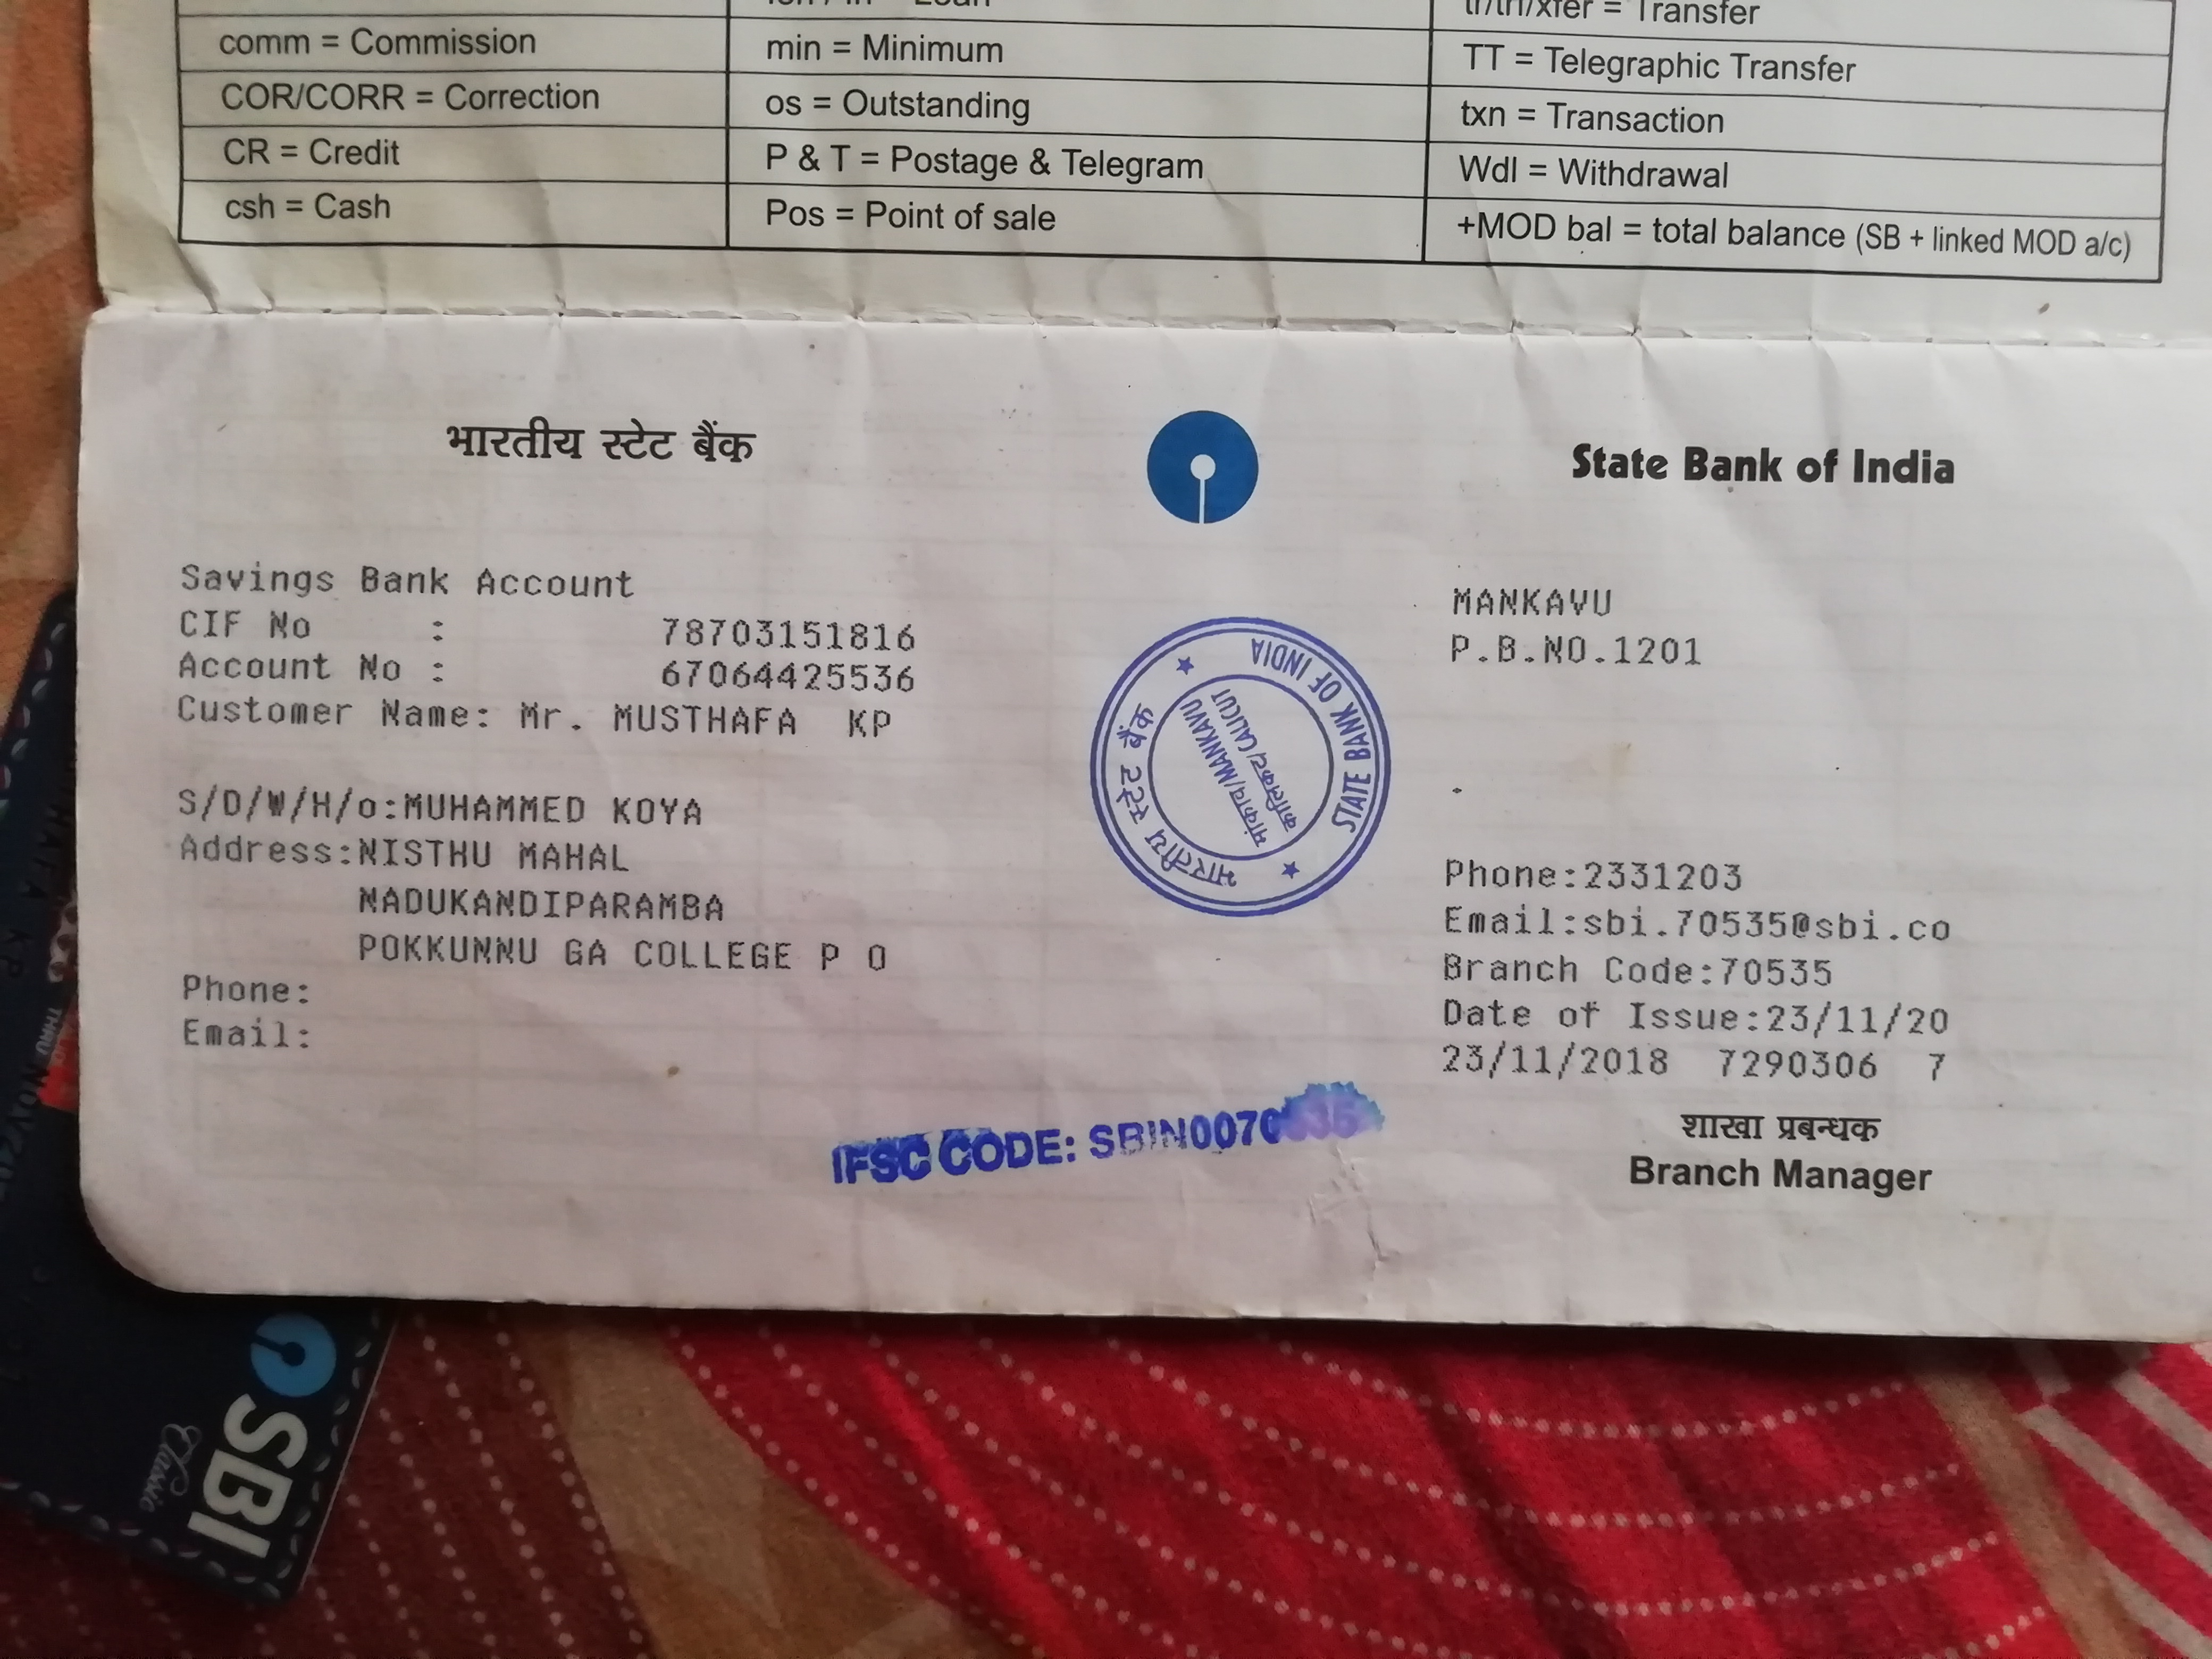 tr/trf/xfer = Transfer
comm = Commission
min = Minimum
TT = Telegraphic Transfer
COR/CORR = Correction
os = Outstanding
txn = Transaction
CR = Credit
P & T = Postage & Telegram
Wdl = Withdrawal
csh = Cash
Pos = Point of sale
+MOD bal = total balance (SB + linked MOD a/c)
भारतीय स्टेट बैंक
State Bank of India
Savings Bank Account
CIF No : 78703151816
Account No : 67064425536
Customer Name: Mr. MUSTHAFA KP
S/D/W/H/o:MUHAMMED KOYA
Address:NISTHU MAHAL
NADUKANDIPARAMBA
POKKUNNU GA COLLEGE P O
Phone:
Email:
भारतीय स्टेट बैंक
STATE BANK OF INDIA
मांकाव/MANKAVU
कालिकट/CALICUT
MANKAVU
P.B.NO.1201
Phone:2331203
Email:sbi.70535@sbi.co
Branch Code:70535
Date of Issue:23/11/20
23/11/2018 7290306 7
IFSC CODE: SBIN0070535
शाखा प्रबन्धक
Branch Manager
SBI
Classic